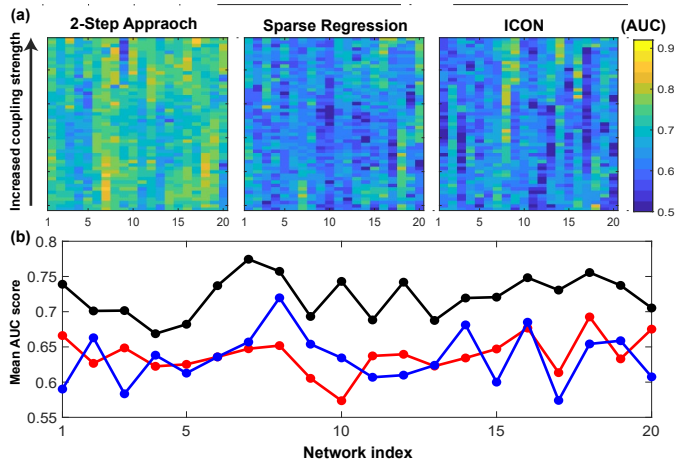 (a)
2-Step Appraoch
Sparse Regression
ICON
(AUC)
Increased coupling strength
0.9
0.8
0.7
0.6
0.5
1 5 10 15 20
1 5 10 15 20
1 5 10 15 20
(b)
Mean AUC score
0.8
0.75
0.7
0.65
0.6
0.55
1 5 10 15 20
Network index